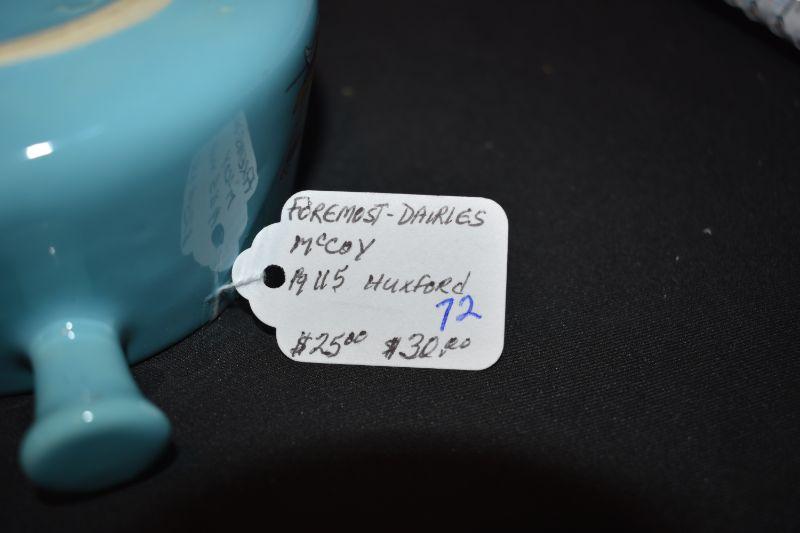 FOREMOST-DAIRIES
McCOY
Pg 115 HUXFORD
72
$25.00 $30.00